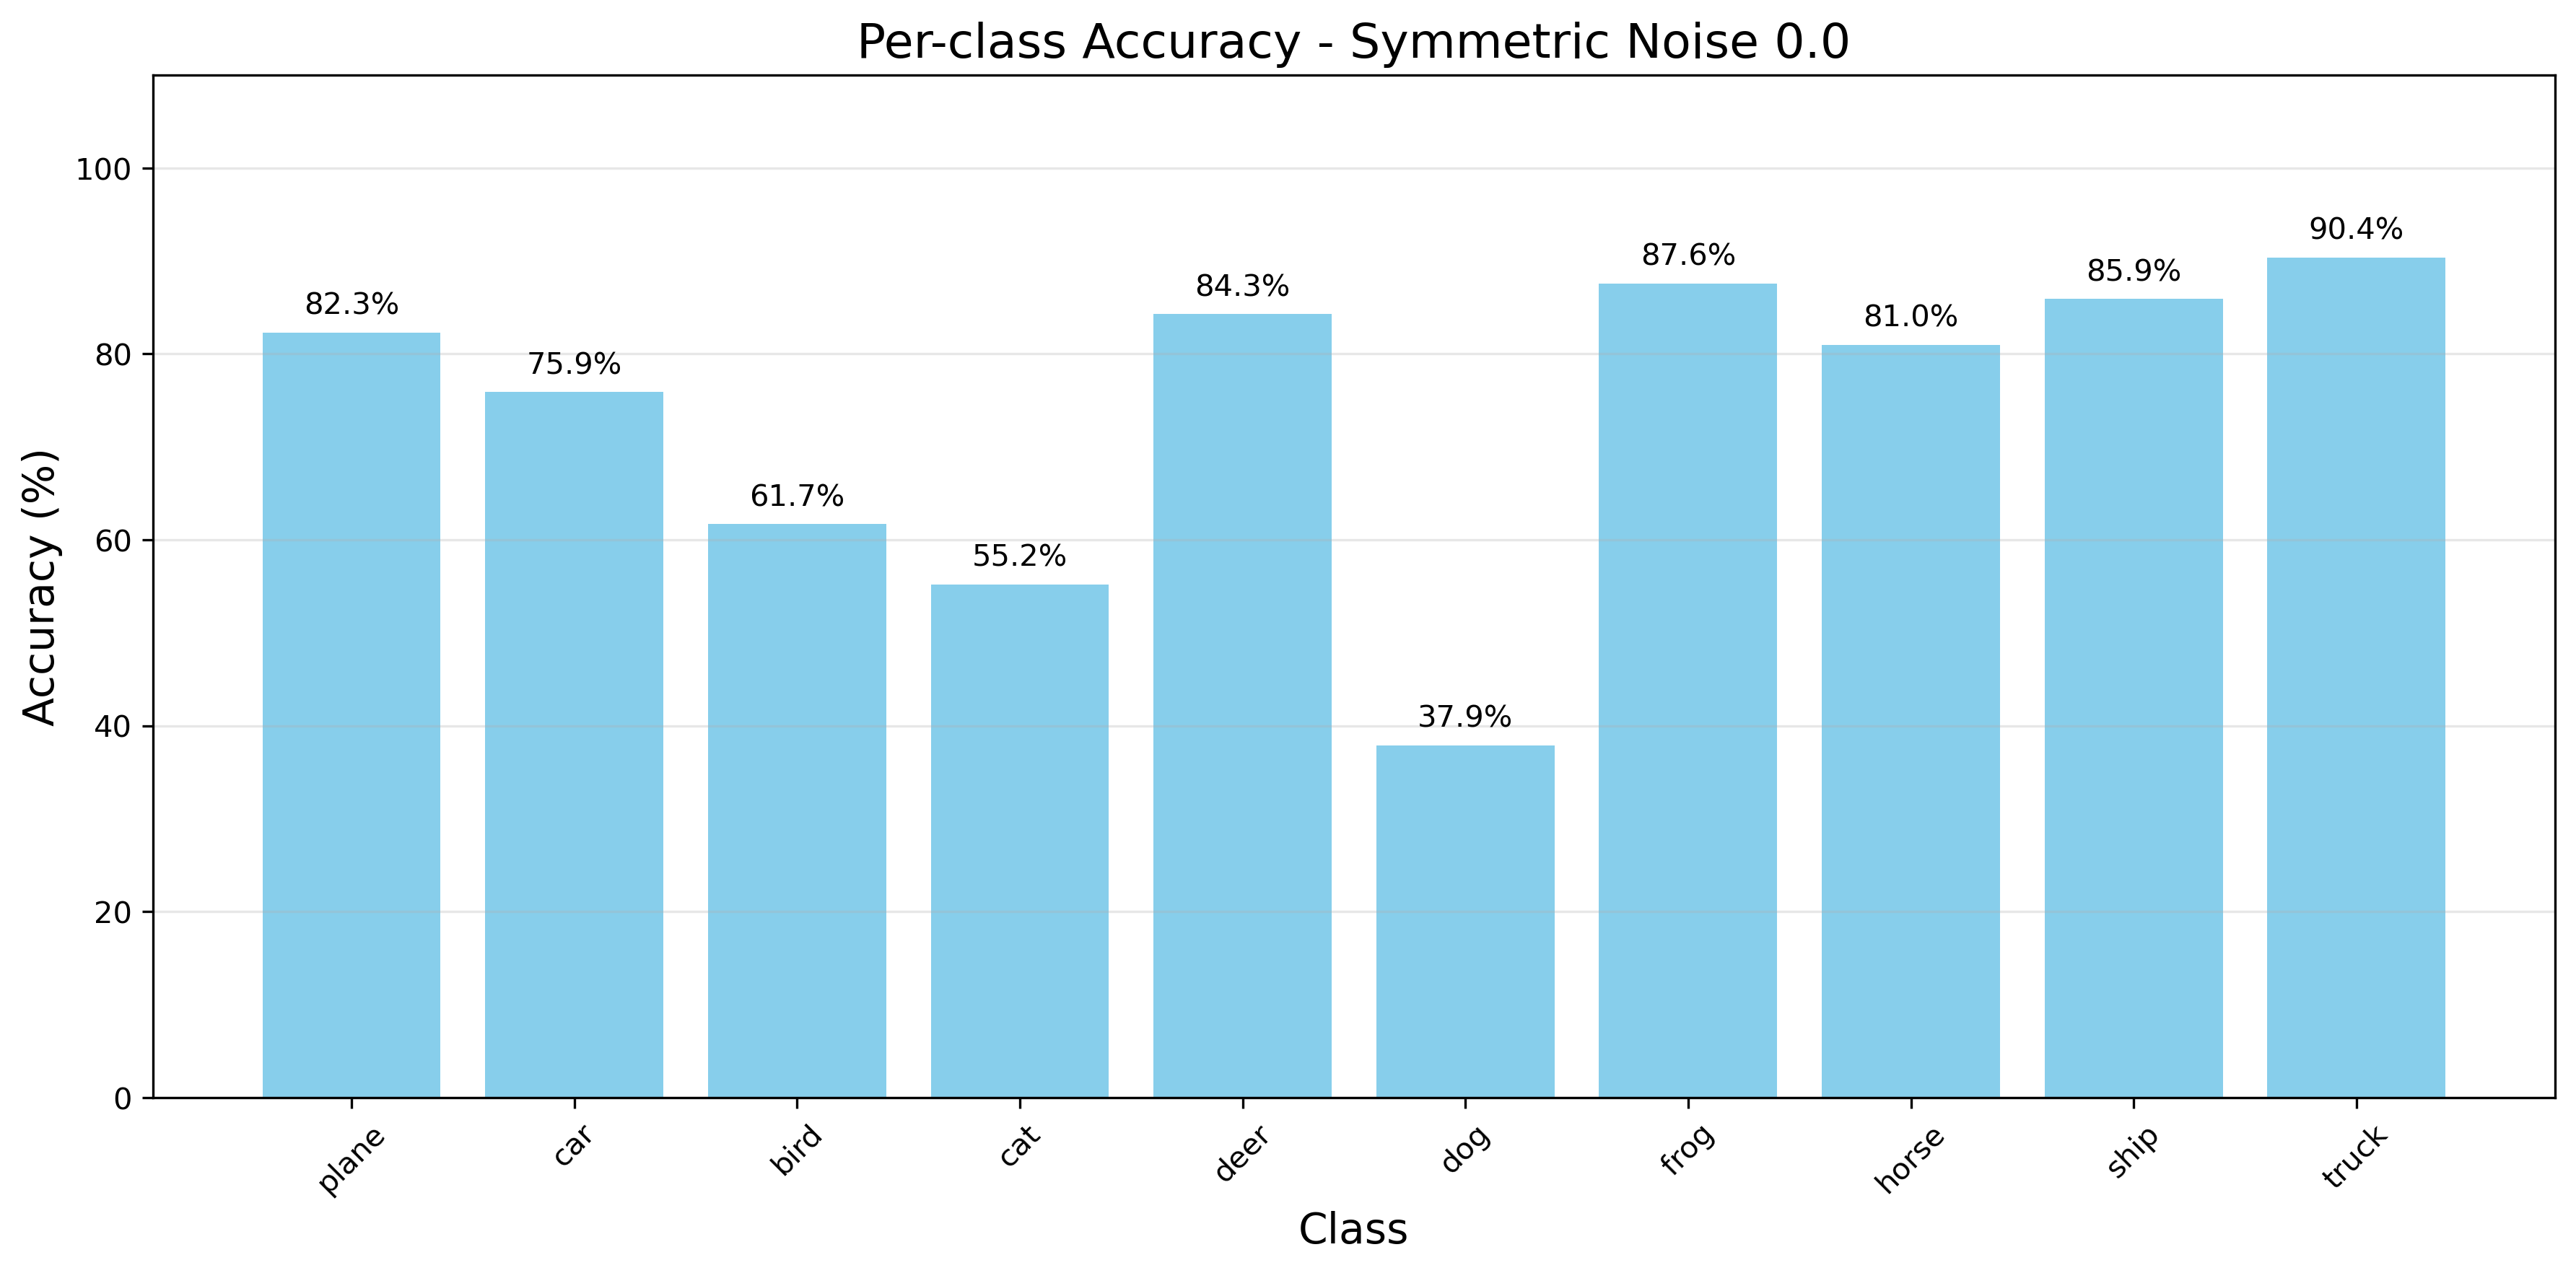 Per-class Accuracy - Symmetric Noise 0.0
Accuracy (%)
100
80
60
40
20
0
82.3%
75.9%
61.7%
55.2%
84.3%
37.9%
87.6%
81.0%
85.9%
90.4%
plane
car
bird
cat
deer
dog
frog
horse
ship
truck
Class